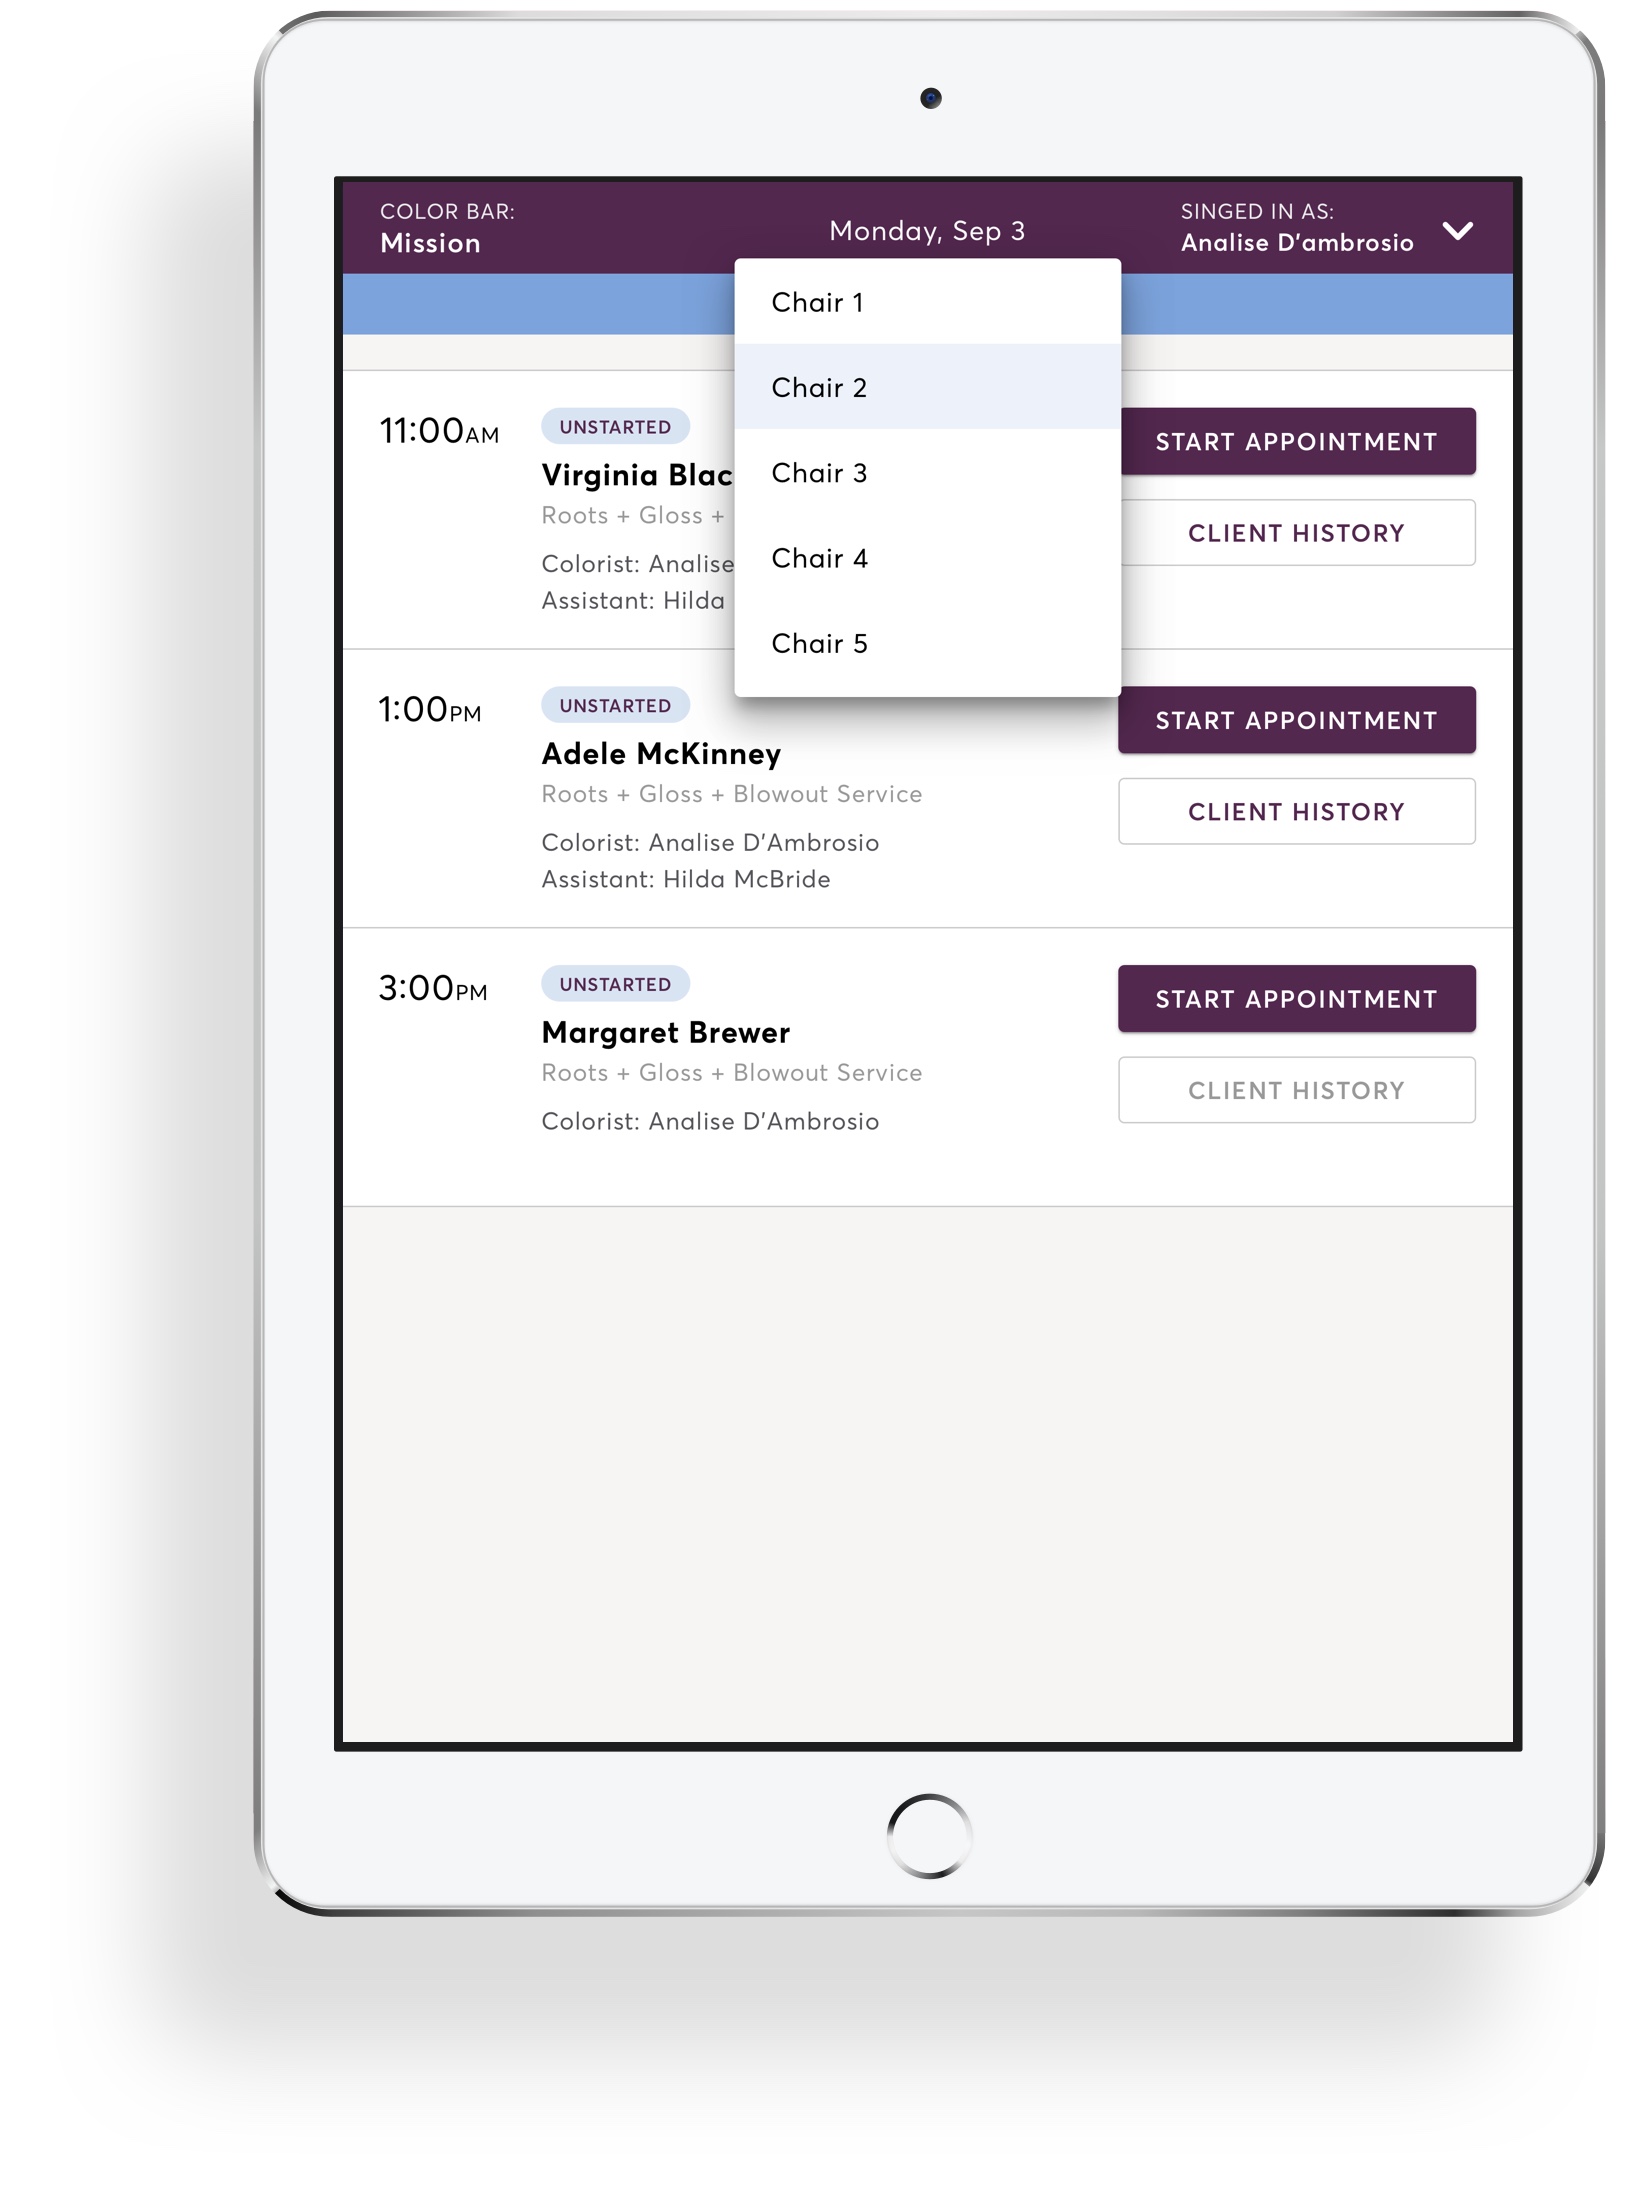 COLOR BAR:
Mission
Monday, Sep 3
SINGED IN AS:
Analise D'ambrosio
Chair 1
Chair 2
Chair 3
Chair 4
Chair 5
11:00AM
UNSTARTED
Virginia Blac
Roots + Gloss +
Colorist: Analise
Assistant: Hilda
START APPOINTMENT
CLIENT HISTORY
1:00PM
UNSTARTED
Adele McKinney
Roots + Gloss + Blowout Service
Colorist: Analise D'Ambrosio
Assistant: Hilda McBride
START APPOINTMENT
CLIENT HISTORY
3:00PM
UNSTARTED
Margaret Brewer
Roots + Gloss + Blowout Service
Colorist: Analise D'Ambrosio
START APPOINTMENT
CLIENT HISTORY